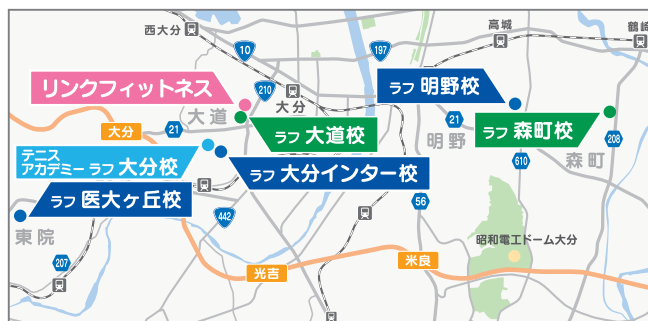 西大分
10
197
高城
鶴崎
リンクフィットネス
210
大分
ラフ 明野校
大道
大分
21
ラフ 大道校
21
明野
ラフ 森町校
208
テニス
アカデミー ラフ 大分校
ラフ 大分インター校
610
森町
ラフ 医大ヶ丘校
東院
442
56
昭和電工ドーム大分
207
光吉
米良